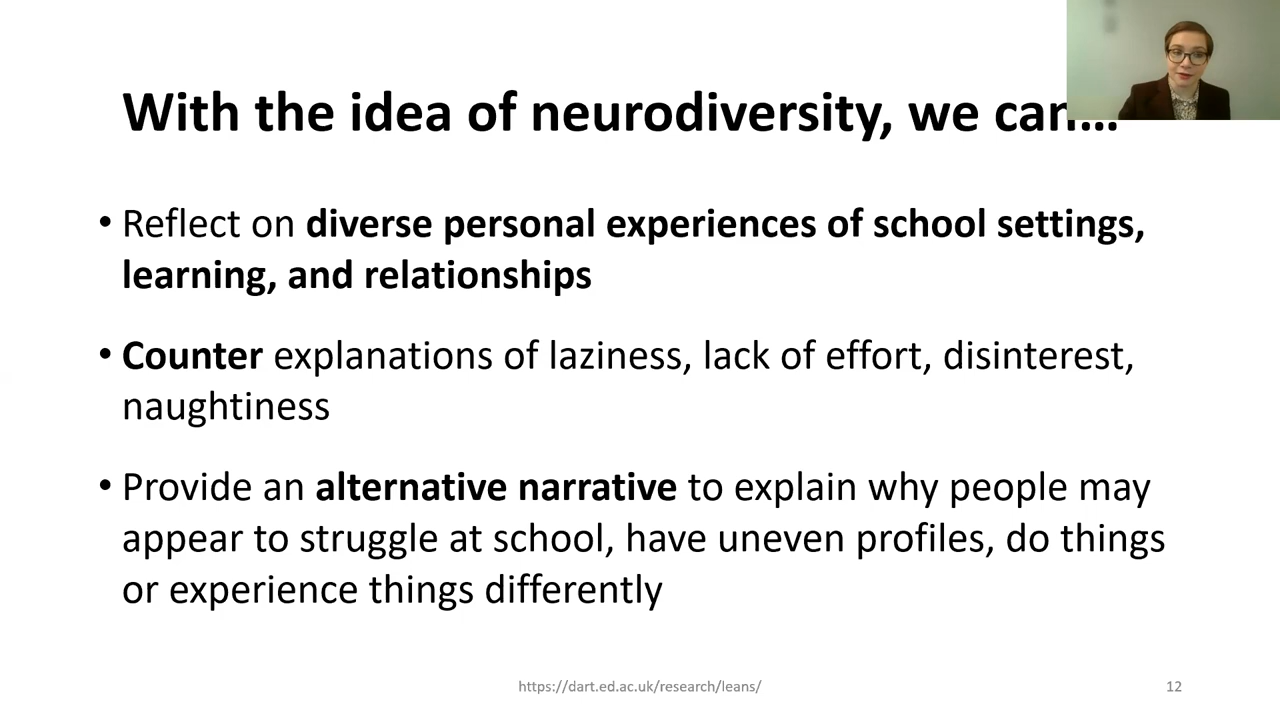 With the idea of neurodiversity, we can…
• Reflect on diverse personal experiences of school settings,
learning, and relationships
• Counter explanations of laziness, lack of effort, disinterest,
naughtiness
• Provide an alternative narrative to explain why people may
appear to struggle at school, have uneven profiles, do things
or experience things differently
https://dart.ed.ac.uk/research/leans/
12